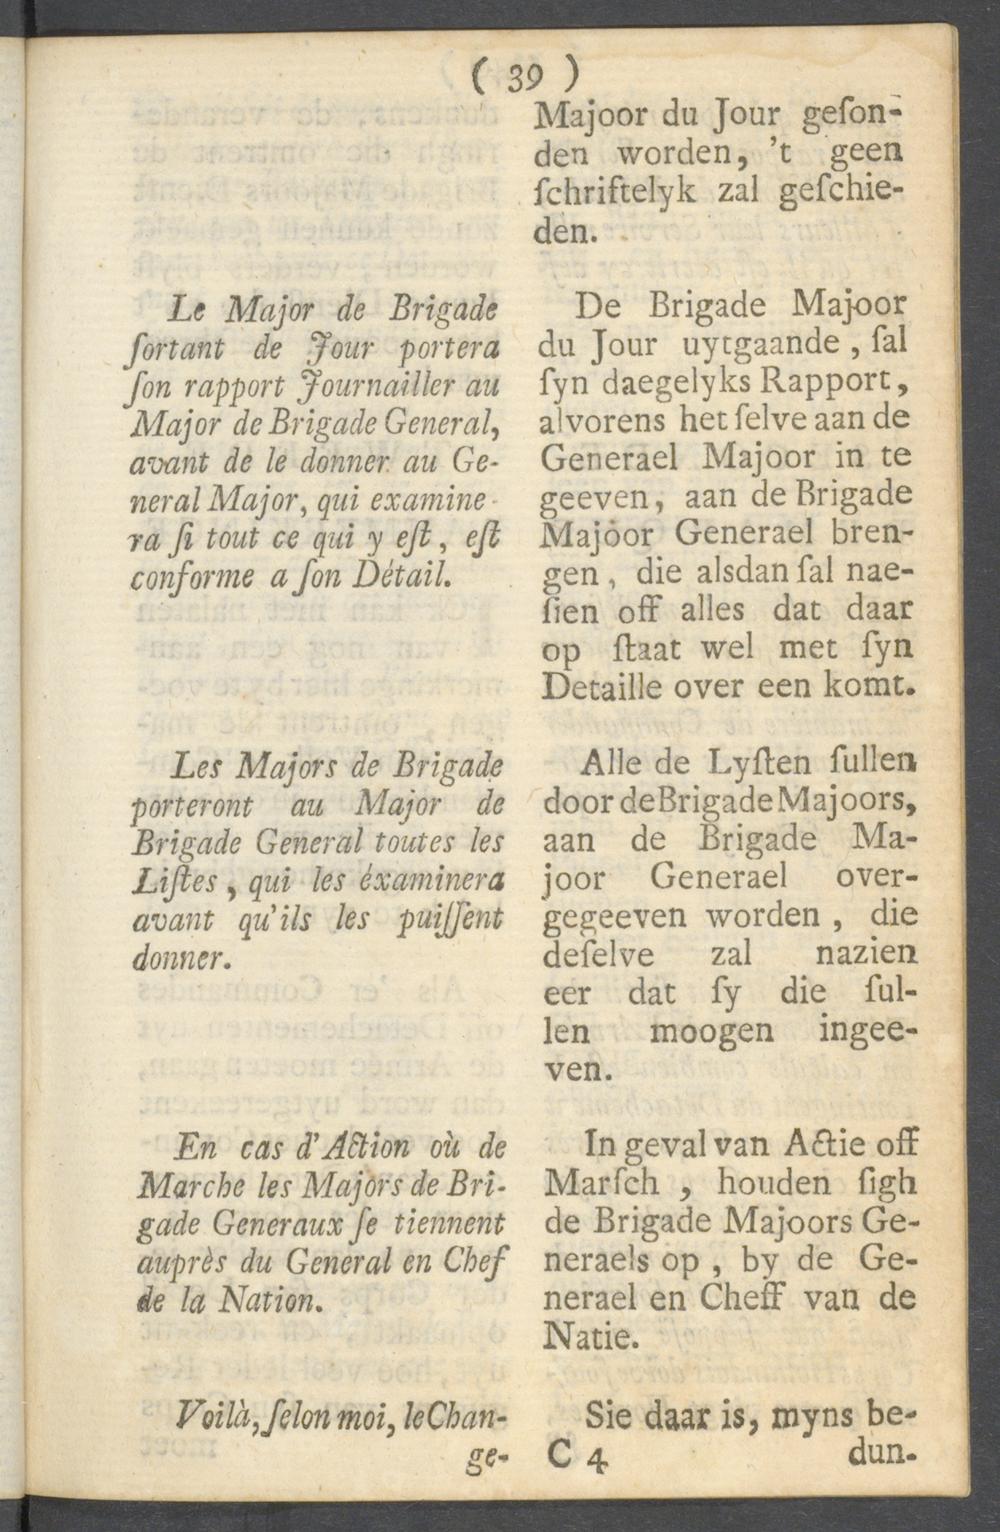 ( 39 )
Le Major de Brigade
ſortant de Jour portera
ſon rapport Journailler au
Major de Brigade General,
avant de le donner au Ge-
neral Major, qui examine-
ra ſi tout ce qui y eſt, eſt
conforme a ſon Détail.
Les Majors de Brigade
porteront au Major de
Brigade General toutes les
Liſtes, qui les éxaminera
avant qu'ils les puiſſent
donner.
En cas d'Action où de
Marche les Majors de Bri-
gade Generaux ſe tiennent
auprès du General en Chef
de la Nation.
Voilà, ſelon moi, le Chan-
ge-
Majoor du Jour geſon-
den worden, 't geen
ſchriftelyk zal geſchie-
den.
De Brigade Majoor
du Jour uytgaande, ſal
ſyn daegelyks Rapport,
alvorens het ſelve aan de
Generael Majoor in te
geeven, aan de Brigade
Majoor Generael bren-
gen, die alsdan ſal nae-
ſien off alles dat daar
op ſtaat wel met ſyn
Detaille over een komt.
Alle de Lyſten ſullen
door de Brigade Majoors,
aan de Brigade Ma-
joor Generael over-
gegeeven worden, die
deſelve zal nazien
eer dat ſy die ſul-
len moogen ingee-
ven.
In geval van Actie off
Marſch, houden ſigh
de Brigade Majoors Ge-
neraels op, by de Ge-
nerael en Cheff van de
Natie.
Sie daar is, myns be-
C 4 dun-